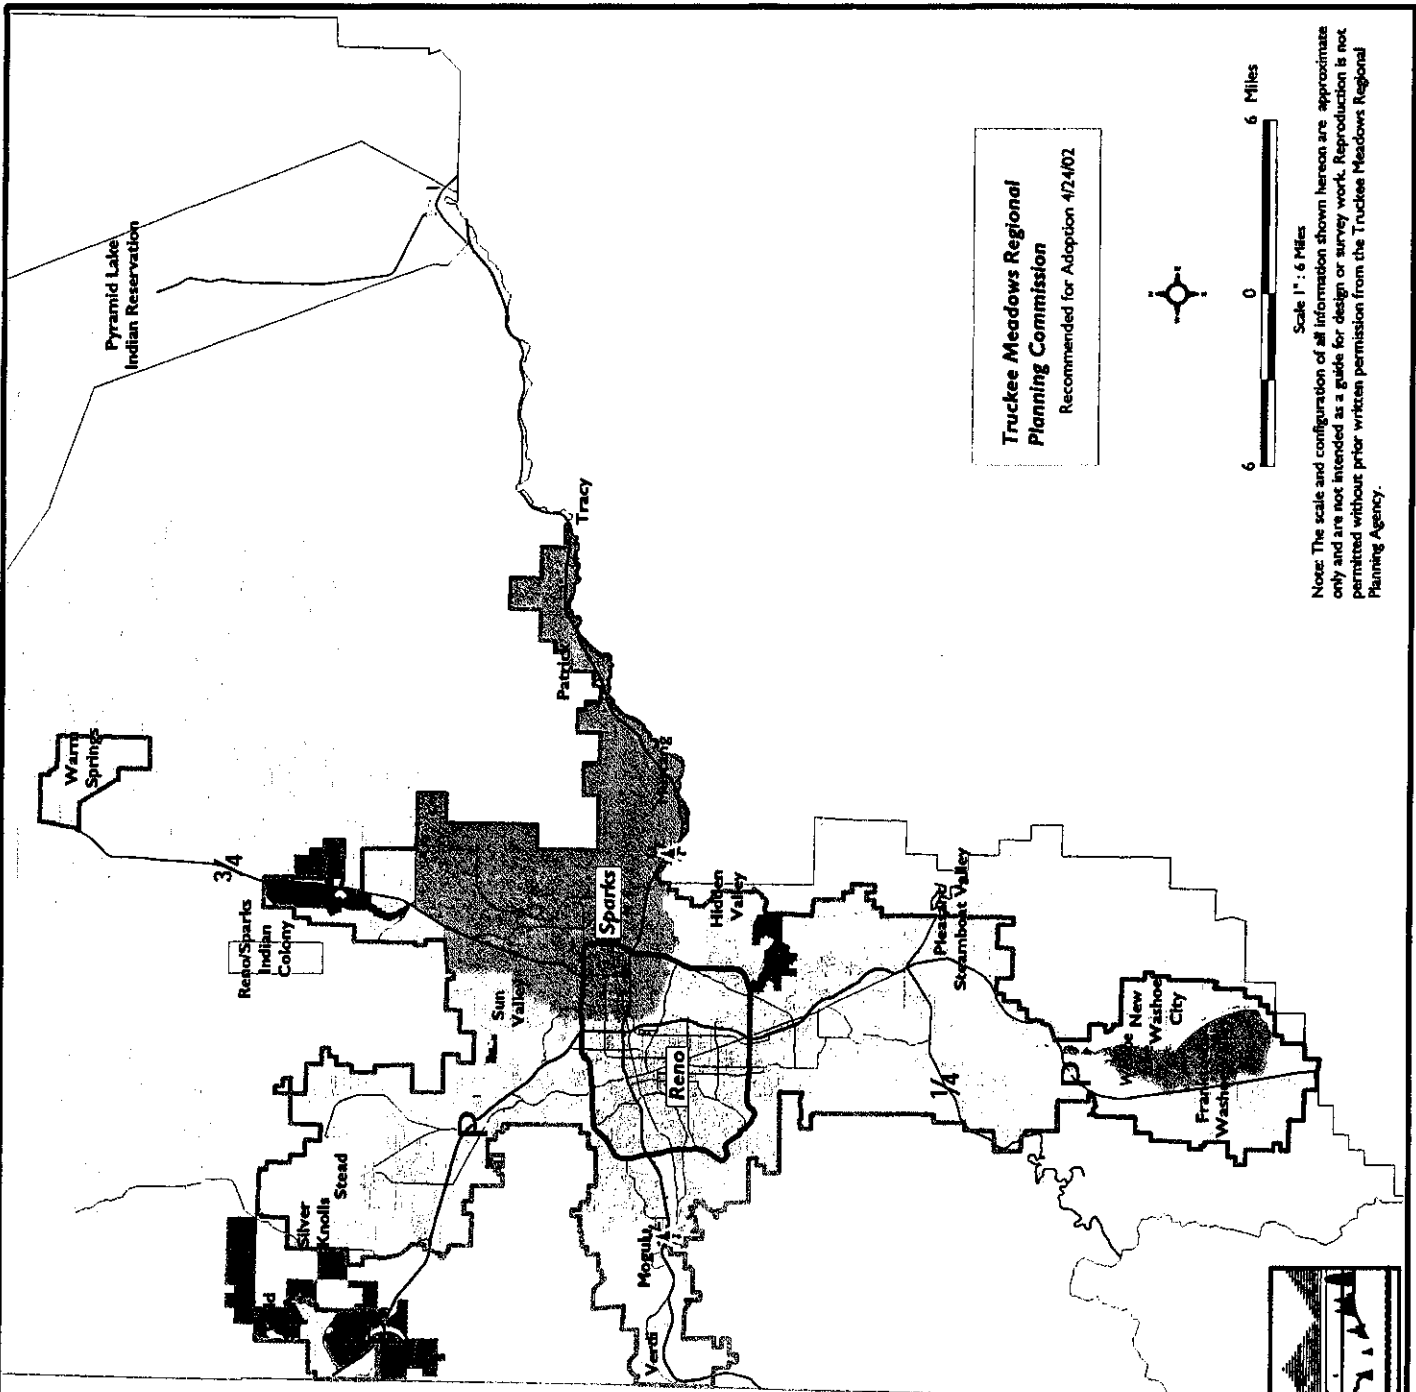 Pyramid Lake
Indian Reservation
Warm
Springs
3/4
Reno/Sparks
Indian
Colony
Tracy
Patrick
Sparks
Hidden
Valley
Sun
Valley
Stead
Silver
Knolls
Reno
Mogul
Verdi
Steamboat Valley
1/4
New
Washoe
City
Truckee Meadows Regional
Planning Commission
Recommended for Adoption 4/24/02
6 0 6 Miles
Scale 1" : 6 Miles
Note: The scale and configuration of all information shown hereon are approximate
only and are not intended as a guide for design or survey work. Reproduction is not
permitted without prior written permission from the Truckee Meadows Regional
Planning Agency.